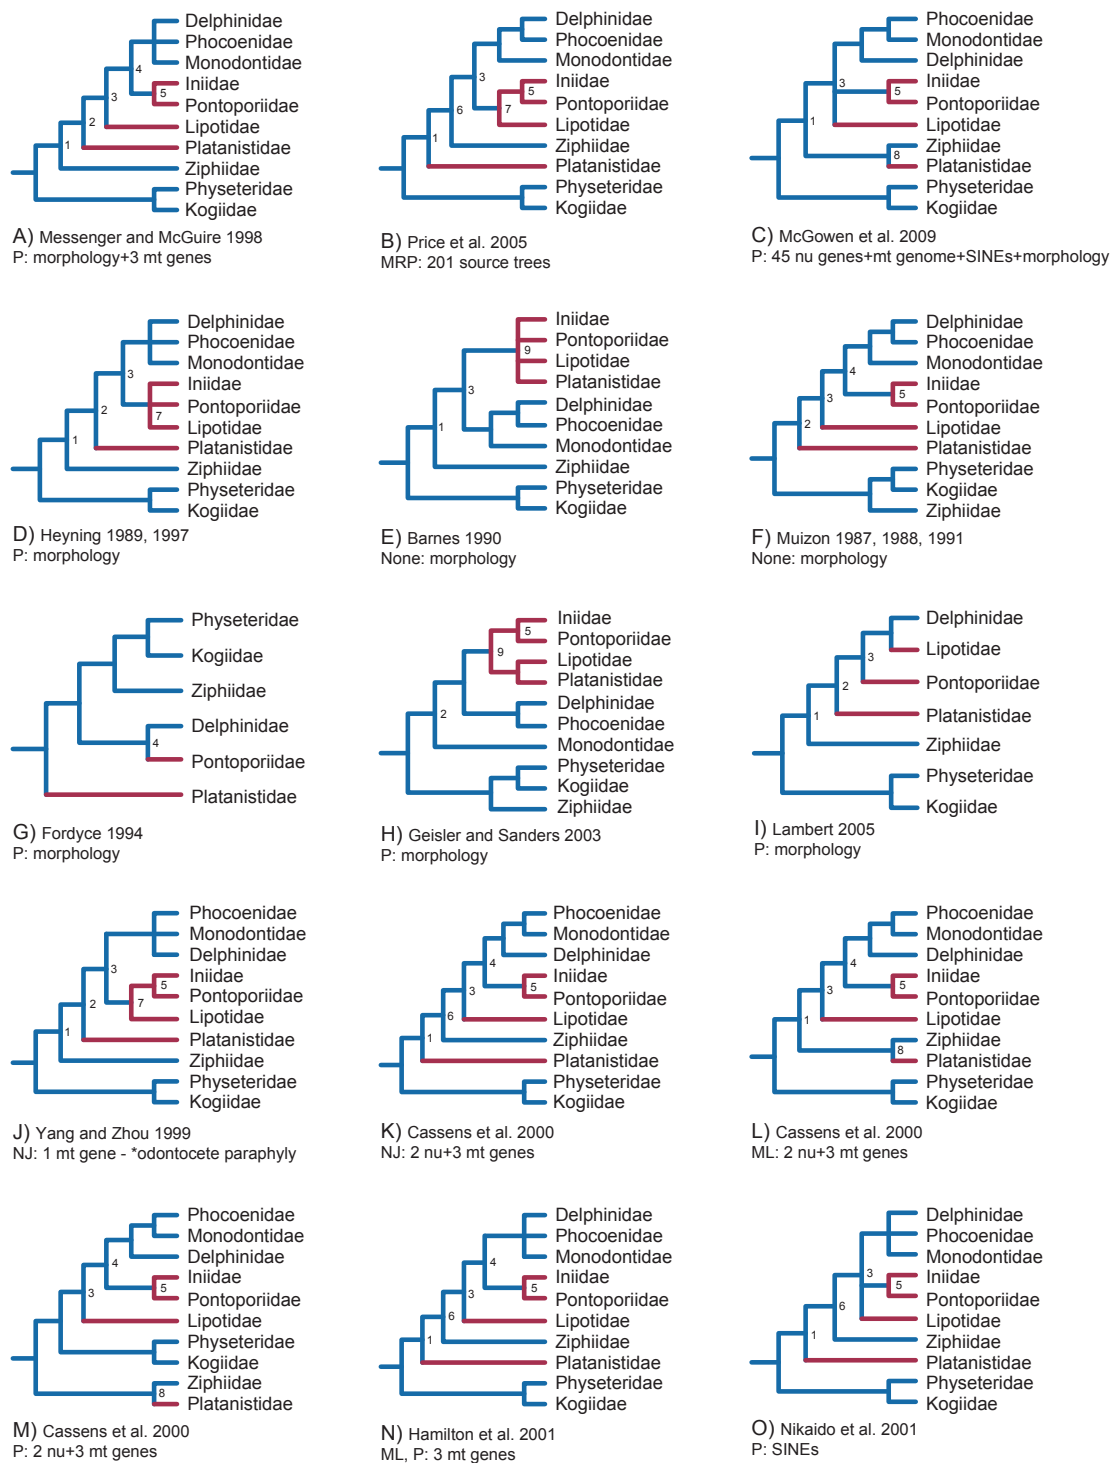 Delphinidae
Phocoenidae
Monodontidae
Iniidae
Pontoporiidae
Lipotidae
Platanistidae
Ziphiidae
Physeteridae
Kogiidae
4
5
3
2
1
A) Messenger and McGuire 1998
P: morphology+3 mt genes
Delphinidae
Phocoenidae
Monodontidae
Iniidae
Pontoporiidae
Lipotidae
Ziphiidae
Platanistidae
Physeteridae
Kogiidae
3
5
7
6
1
B) Price et al. 2005
MRP: 201 source trees
Phocoenidae
Monodontidae
Delphinidae
Iniidae
Pontoporiidae
Lipotidae
Ziphiidae
Platanistidae
Physeteridae
Kogiidae
3
5
1
8
C) McGowen et al. 2009
P: 45 nu genes+mt genome+SINEs+morphology
Delphinidae
Phocoenidae
Monodontidae
Iniidae
Pontoporiidae
Lipotidae
Platanistidae
Ziphiidae
Physeteridae
Kogiidae
3
2
7
1
D) Heyning 1989, 1997
P: morphology
Iniidae
Pontoporiidae
Lipotidae
Platanistidae
Delphinidae
Phocoenidae
Monodontidae
Ziphiidae
Physeteridae
Kogiidae
9
3
1
E) Barnes 1990
None: morphology
Delphinidae
Phocoenidae
Monodontidae
Iniidae
Pontoporiidae
Lipotidae
Platanistidae
Physeteridae
Kogiidae
Ziphiidae
4
5
3
2
F) Muizon 1987, 1988, 1991
None: morphology
Physeteridae
Kogiidae
Ziphiidae
Delphinidae
Pontoporiidae
Platanistidae
4
G) Fordyce 1994
P: morphology
Iniidae
Pontoporiidae
Lipotidae
Platanistidae
Delphinidae
Phocoenidae
Monodontidae
Physeteridae
Kogiidae
Ziphiidae
5
9
2
H) Geisler and Sanders 2003
P: morphology
Delphinidae
Lipotidae
Pontoporiidae
Platanistidae
Ziphiidae
Physeteridae
Kogiidae
3
2
1
I) Lambert 2005
P: morphology
Phocoenidae
Monodontidae
Delphinidae
Iniidae
Pontoporiidae
Lipotidae
Platanistidae
Ziphiidae
Physeteridae
Kogiidae
3
5
2
7
1
J) Yang and Zhou 1999
NJ: 1 mt gene - *odontocete paraphyly
Phocoenidae
Monodontidae
Delphinidae
Iniidae
Pontoporiidae
Lipotidae
Ziphiidae
Platanistidae
Physeteridae
Kogiidae
4
5
3
6
1
K) Cassens et al. 2000
NJ: 2 nu+3 mt genes
Phocoenidae
Monodontidae
Delphinidae
Iniidae
Pontoporiidae
Lipotidae
Ziphiidae
Platanistidae
Physeteridae
Kogiidae
4
5
3
1
8
L) Cassens et al. 2000
ML: 2 nu+3 mt genes
Phocoenidae
Monodontidae
Delphinidae
Iniidae
Pontoporiidae
Lipotidae
Physeteridae
Kogiidae
Ziphiidae
Platanistidae
4
5
3
8
M) Cassens et al. 2000
P: 2 nu+3 mt genes
Delphinidae
Phocoenidae
Monodontidae
Iniidae
Pontoporiidae
Lipotidae
Ziphiidae
Platanistidae
Physeteridae
Kogiidae
4
5
3
6
1
N) Hamilton et al. 2001
ML, P: 3 mt genes
Delphinidae
Phocoenidae
Monodontidae
Iniidae
Pontoporiidae
Lipotidae
Ziphiidae
Platanistidae
Physeteridae
Kogiidae
3
5
6
1
O) Nikaido et al. 2001
P: SINEs